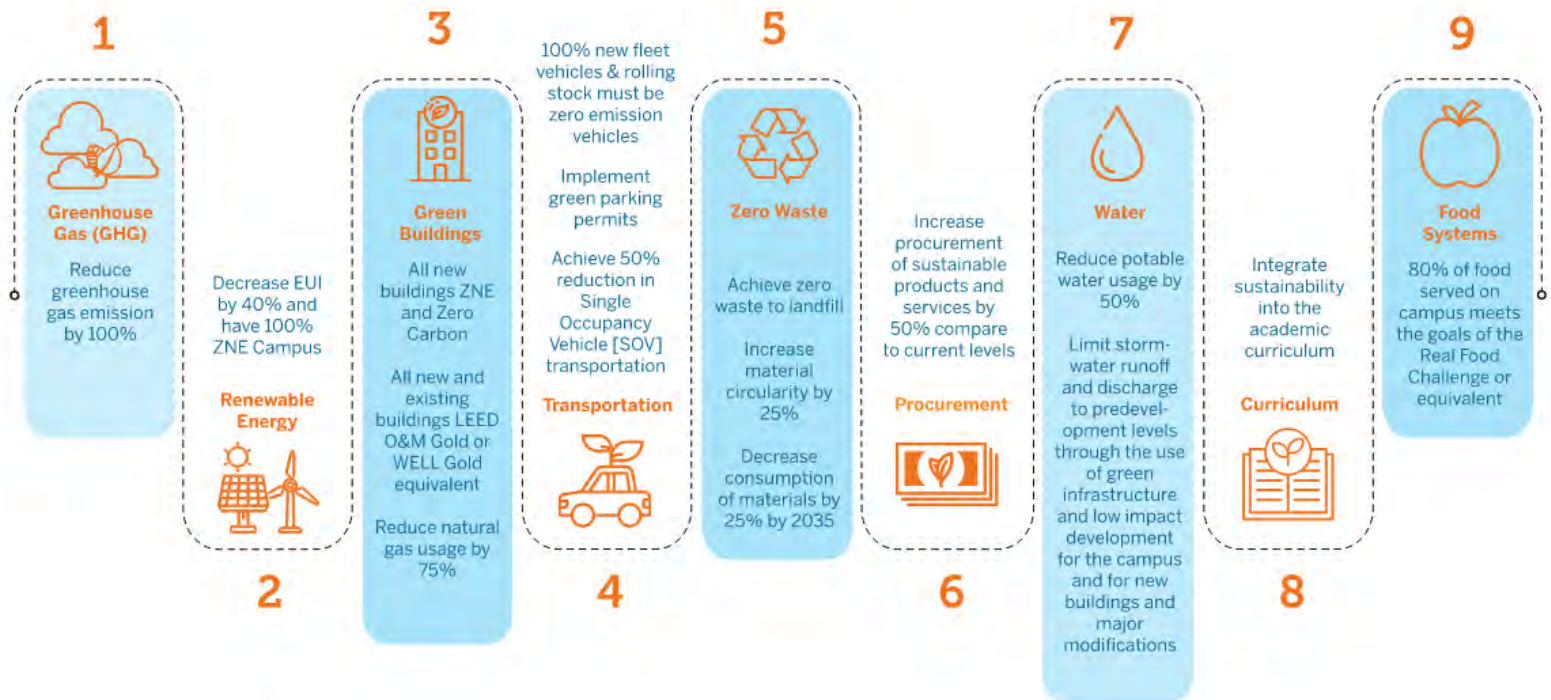 1
Greenhouse
Gas (GHG)
Reduce
greenhouse
gas emission
by 100%
Decrease EUI
by 40% and
have 100%
ZNE Campus
Renewable
Energy
2
3
Green
Buildings
All new
buildings ZNE
and Zero
Carbon
All new and
existing
buildings LEED
O&M Gold or
WELL Gold
equivalent
Reduce natural
gas usage by
75%
100% new fleet
vehicles & rolling
stock must be
zero emission
vehicles
Implement
green parking
permits
Achieve 50%
reduction in
Single
Occupancy
Vehicle [SOV]
transportation
Transportation
4
5
Zero Waste
Achieve zero
waste to landfill
Increase
material
circularity by
25%
Decrease
consumption
of materials by
25% by 2035
Increase
procurement
of sustainable
products and
services by
50% compare
to current levels
Procurement
6
7
Water
Reduce potable
water usage by
50%
Limit storm-
water runoff
and discharge
to predevel-
opment levels
through the use
of green
infrastructure
and low impact
development
for the campus
and for new
buildings and
major
modifications
Integrate
sustainability
into the
academic
curriculum
Curriculum
8
9
Food
Systems
80% of food
served on
campus meets
the goals of the
Real Food
Challenge or
equivalent